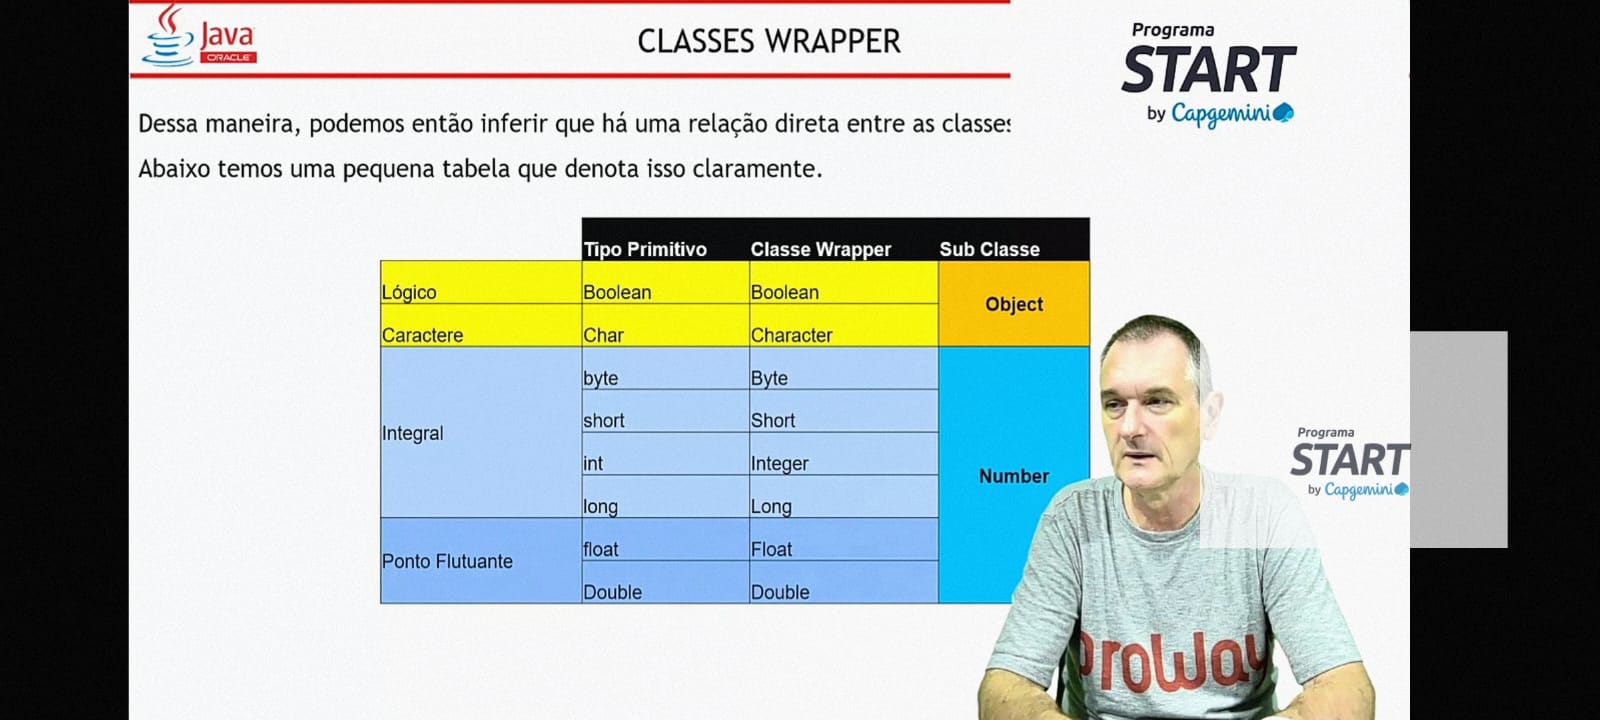 Java
ORACLE
CLASSES WRAPPER
Programa
START
by Capgemini
Dessa maneira, podemos então inferir que há uma relação direta entre as classes
Abaixo temos uma pequena tabela que denota isso claramente.
Tipo Primitivo Classe Wrapper Sub Classe
Lógico Boolean Boolean Object
Caractere Char Character
Integral byte Byte Number
short Short
int Integer
long Long
Ponto Flutuante float Float
Double Double
Programa
START
by Capgemini
proway